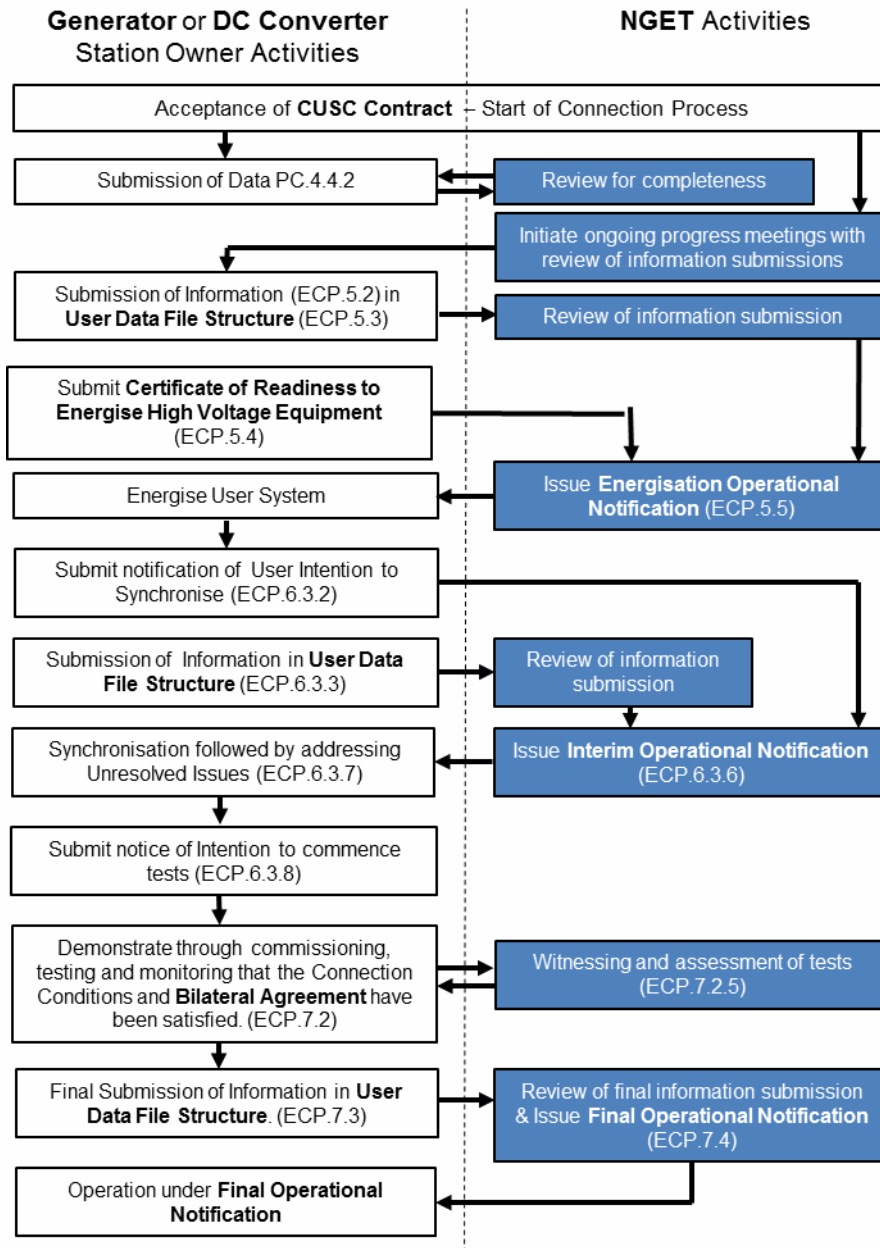 Generator or DC Converter
Station Owner Activities
NGET Activities
Acceptance of CUSC Contract – Start of Connection Process
Submission of Data PC.4.4.2
Review for completeness
Initiate ongoing progress meetings with
review of information submissions
Submission of Information (ECP.5.2) in
User Data File Structure (ECP.5.3)
Review of information submission
Submit Certificate of Readiness to
Energise High Voltage Equipment
(ECP.5.4)
Energise User System
Issue Energisation Operational
Notification (ECP.5.5)
Submit notification of User Intention to
Synchronise (ECP.6.3.2)
Submission of Information in User Data
File Structure (ECP.6.3.3)
Review of information
submission
Synchronisation followed by addressing
Unresolved Issues (ECP.6.3.7)
Issue Interim Operational Notification
(ECP.6.3.6)
Submit notice of Intention to commence
tests (ECP.6.3.8)
Demonstrate through commissioning,
testing and monitoring that the Connection
Conditions and Bilateral Agreement have
been satisfied. (ECP.7.2)
Witnessing and assessment of tests
(ECP.7.2.5)
Final Submission of Information in User
Data File Structure. (ECP.7.3)
Review of final information submission
& Issue Final Operational Notification
(ECP.7.4)
Operation under Final Operational
Notification